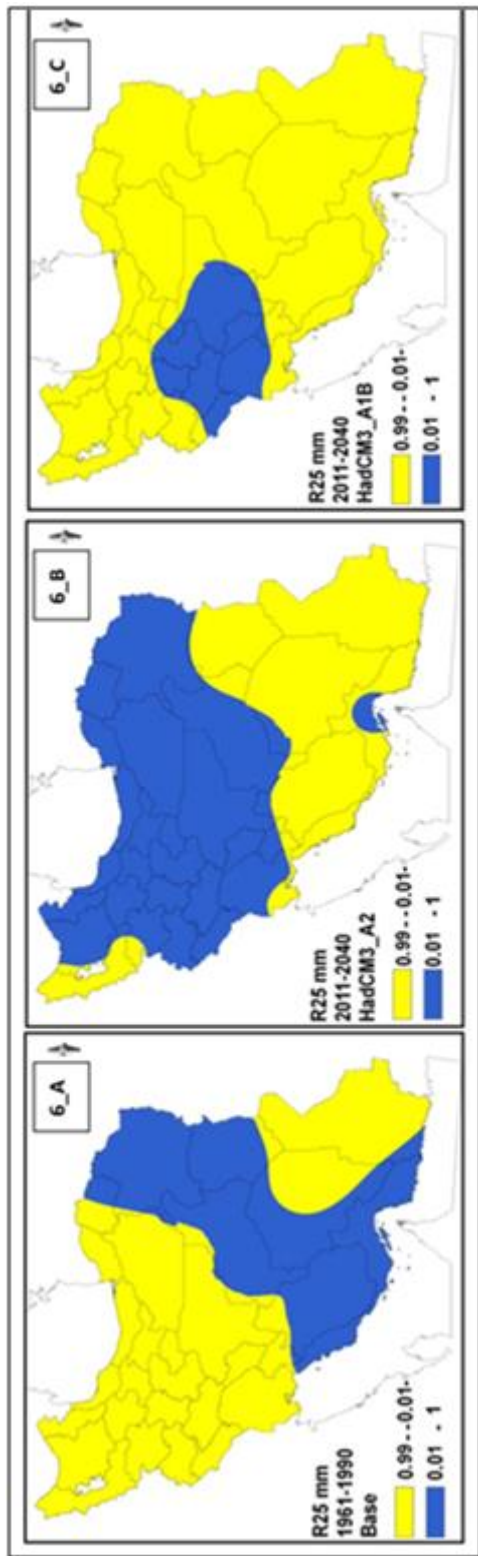 6_A
R25 mm
1961-1990
Base
0.99 - - 0.01-
0.01 - 1
6_B
R25 mm
2011-2040
HadCM3_A2
0.99 - - 0.01-
0.01 - 1
6_C
R25 mm
2011-2040
HadCM3_A1B
0.99 - - 0.01-
0.01 - 1